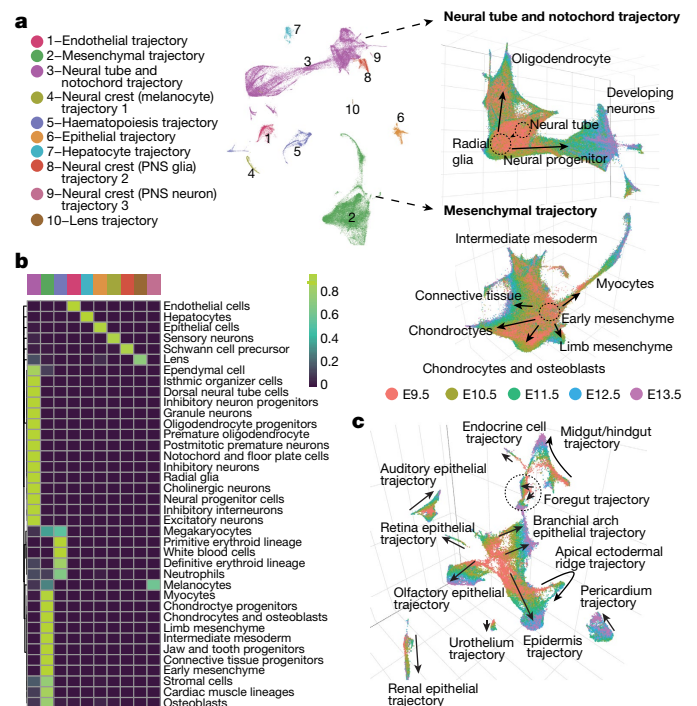 a
1–Endothelial trajectory
2–Mesenchymal trajectory
3–Neural tube and
notochord trajectory
4–Neural crest (melanocyte)
trajectory 1
5–Haematopoiesis trajectory
6–Epithelial trajectory
7–Hepatocyte trajectory
8–Neural crest (PNS glia)
trajectory 2
9–Neural crest (PNS neuron)
trajectory 3
10–Lens trajectory
7
3
9
8
10
1
5
6
4
2
Neural tube and notochord trajectory
Oligodendrocyte
Developing
neurons
Neural tube
Radial
glia
Neural progenitor
Mesenchymal trajectory
Intermediate mesoderm
Myocytes
Connective tissue
Early mesenchyme
Chondroctyes
Limb mesenchyme
Chondrocytes and osteoblasts
E9.5 E10.5 E11.5 E12.5 E13.5
b
0.8
0.6
0.4
0.2
0
Endothelial cells
Hepatocytes
Epithelial cells
Sensory neurons
Schwann cell precursor
Lens
Ependymal cell
Isthmic organizer cells
Dorsal neural tube cells
Inhibitory neuron progenitors
Granule neurons
Oligodendrocyte progenitors
Premature oligodendrocyte
Postmitotic premature neurons
Notochord and floor plate cells
Inhibitory neurons
Radial glia
Cholinergic neurons
Neural progenitor cells
Inhibitory interneurons
Excitatory neurons
Megakaryocytes
Primitive erythroid lineage
White blood cells
Definitive erythroid lineage
Neutrophils
Melanocytes
Myocytes
Chondroctye progenitors
Chondrocytes and osteoblasts
Limb mesenchyme
Intermediate mesoderm
Jaw and tooth progenitors
Connective tissue progenitors
Early mesenchyme
Stromal cells
Cardiac muscle lineages
Osteoblasts
c
Endocrine cell
trajectory
Midgut/hindgut
trajectory
Auditory epithelial
trajectory
Foregut trajectory
Retina epithelial
trajectory
Branchial arch
epithelial trajectory
Apical ectodermal
ridge trajectory
Olfactory epithelial
trajectory
Pericardium
trajectory
Urothelium
trajectory
Epidermis
trajectory
Renal epithelial
trajectory